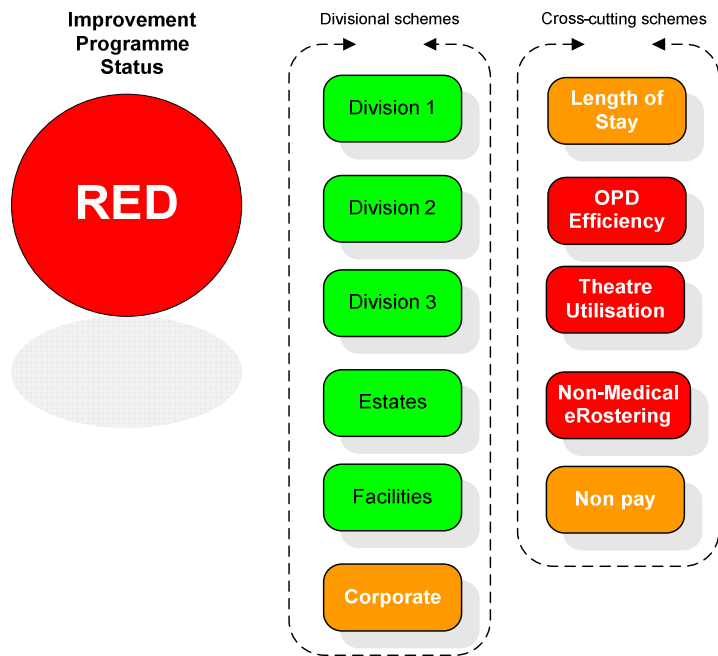 Improvement
Programme
Status
RED
Divisional schemes
Division 1
Division 2
Division 3
Estates
Facilities
Corporate
Cross-cutting schemes
Length of
Stay
OPD
Efficiency
Theatre
Utilisation
Non-Medical
eRostering
Non pay